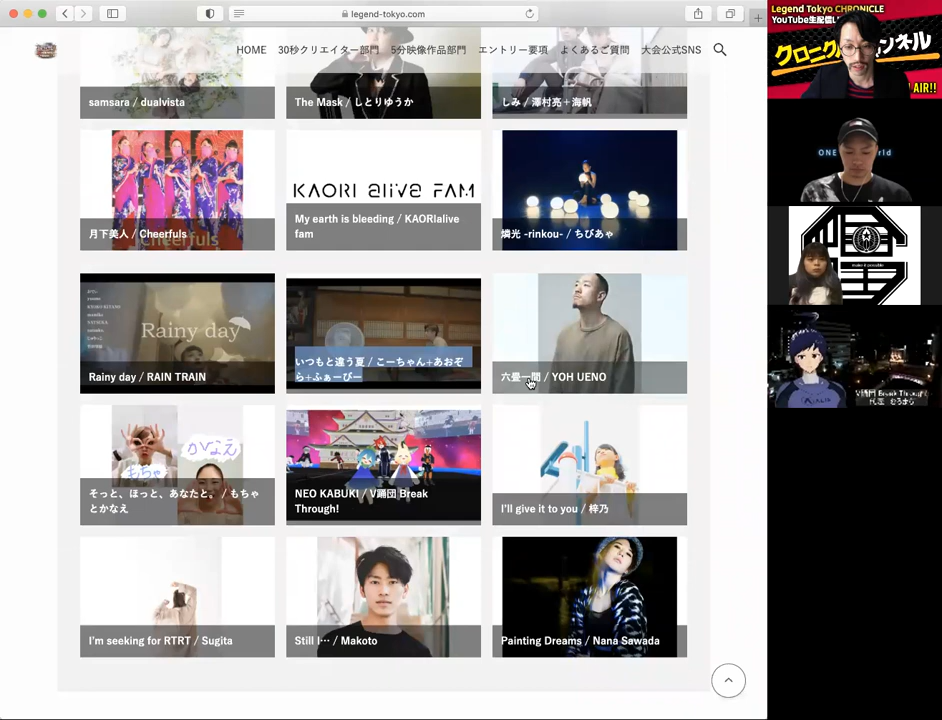 legend-tokyo.com
HOME 30秒クリエイター部門 5分映像作品部門 エントリー要項 よくあるご質問 大会公式SNS
samsara / dualvista
The Mask / しとりゆうか
しみ / 澤村亮＋海帆
月下美人 / Cheerfuls
Cheerfuls
KAORI alive FAM
My earth is bleeding / KAORIalive
fam
燐光 -rinkou- / ちびあゃ
Rainy day
Rainy day / RAIN TRAIN
いつもと違う夏 / こーちゃん+あおぞ
ら+ふぁーびー
六畳一間 / YOH UENO
もちゃ
かなえ
そっと、ほっと、あなたと。 / もちゃ
とかなえ
NEO KABUKI / V踊団 Break
Through!
I'll give it to you / 梓乃
I'm seeking for RTRT / Sugita
Still I… / Makoto
Painting Dreams / Nana Sawada
Legend Tokyo CHRONICLE
YouTube生配信
クロニクルチャンネル
AIR!!
V踊団 Break Through!